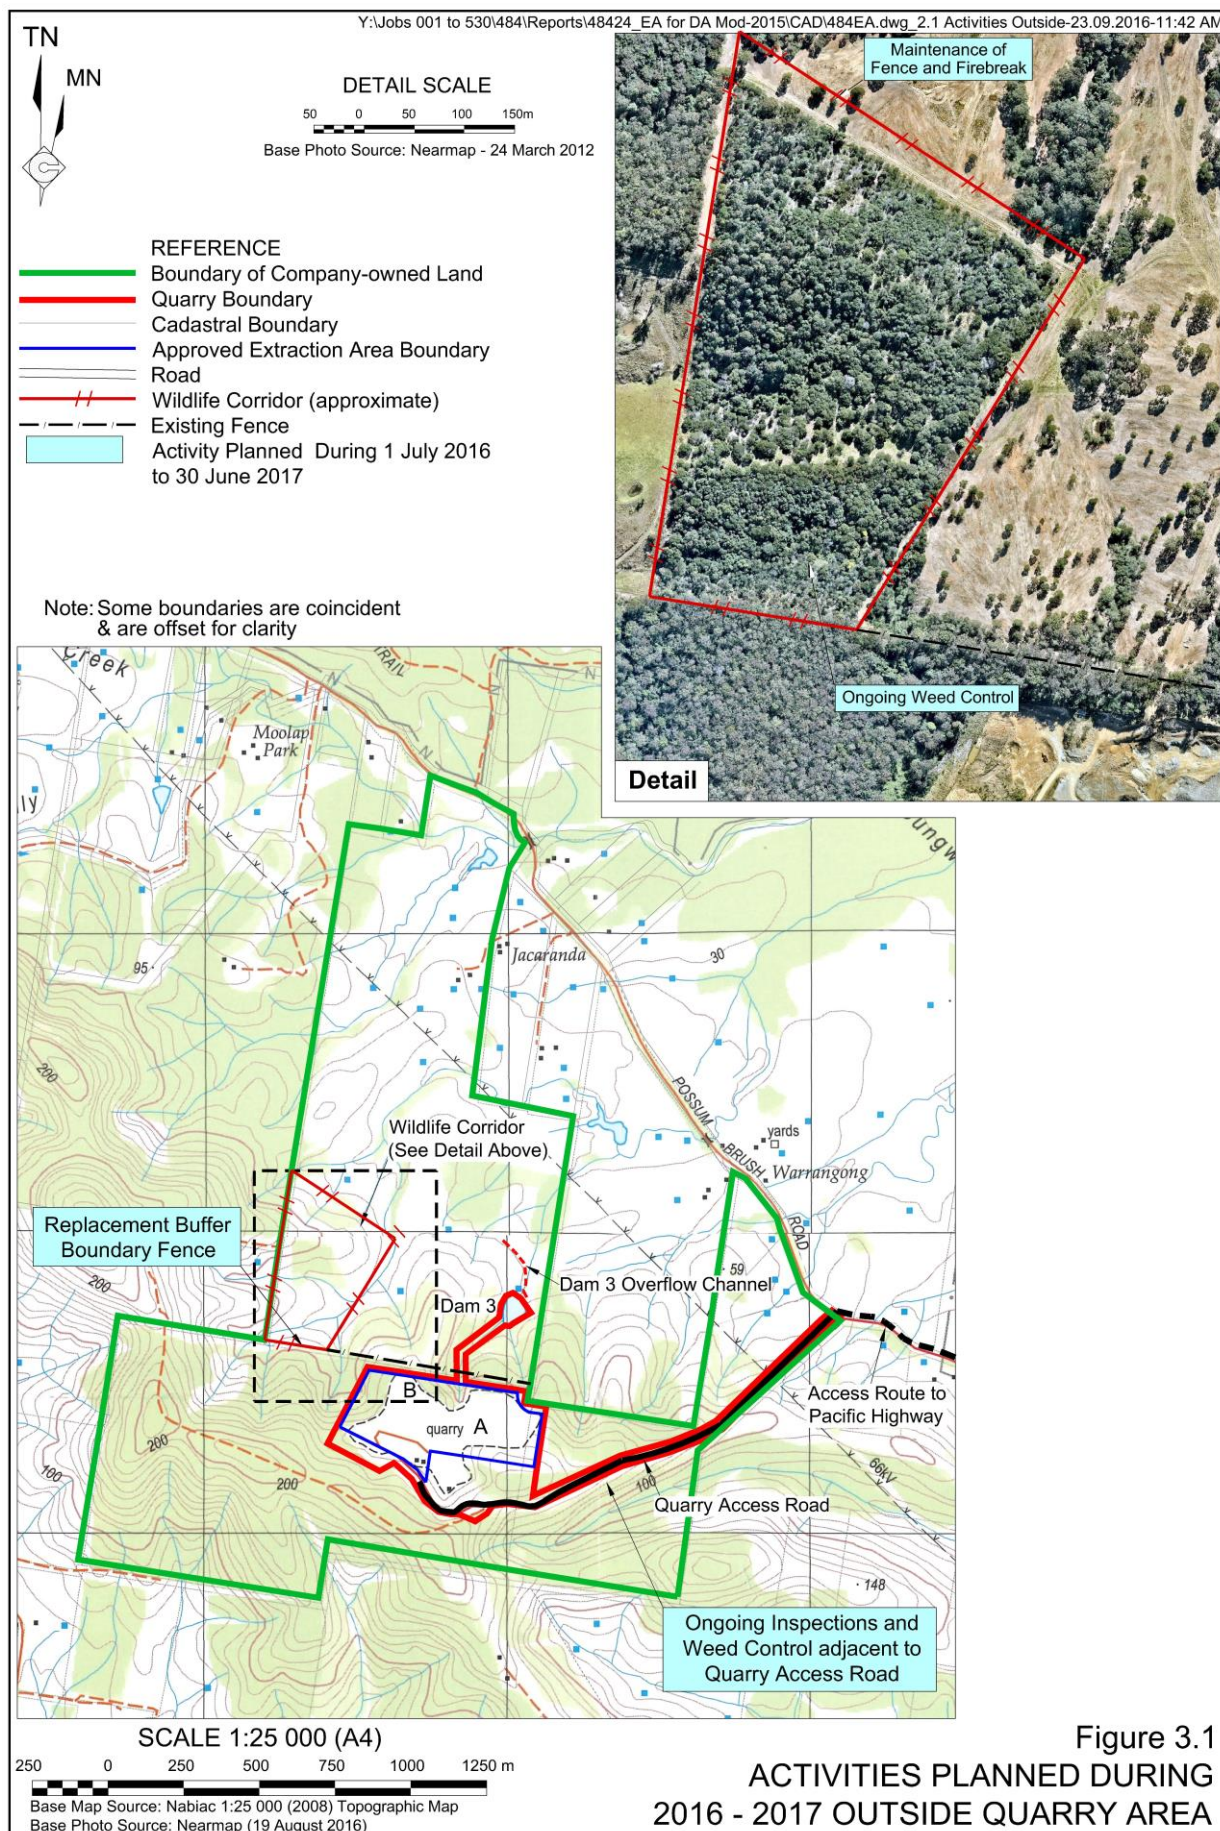 Y:\Jobs 001 to 530\484\Reports\48424_EA for DA Mod-2015\CAD\484EA.dwg_2.1 Activities Outside-23.09.2016-11:42 AM
TN
MN
DETAIL SCALE
50 0 50 100 150m
Base Photo Source: Nearmap - 24 March 2012
REFERENCE
Boundary of Company-owned Land
Quarry Boundary
Cadastral Boundary
Approved Extraction Area Boundary
Road
Wildlife Corridor (approximate)
Existing Fence
Activity Planned During 1 July 2016
to 30 June 2017
Note: Some boundaries are coincident
& are offset for clarity
Maintenance of
Fence and Firebreak
Ongoing Weed Control
Detail
Creek
TRAIL
N
N
N
N
Moolap
Park
Jacaranda
95
30
200
POSSUM
BRUSH
ROAD
yards
Warrangong
Wildlife Corridor
(See Detail Above)
Replacement Buffer
Boundary Fence
200
59
Dam 3 Overflow Channel
Dam 3
B
quarry
A
Access Route to
Pacific Highway
200
100
200
100
66kV
Quarry Access Road
148
Ongoing Inspections and
Weed Control adjacent to
Quarry Access Road
SCALE 1:25 000 (A4)
250 0 250 500 750 1000 1250 m
Base Map Source: Nabiac 1:25 000 (2008) Topographic Map
Base Photo Source: Nearmap (19 August 2016)
Figure 3.1
ACTIVITIES PLANNED DURING
2016 - 2017 OUTSIDE QUARRY AREA